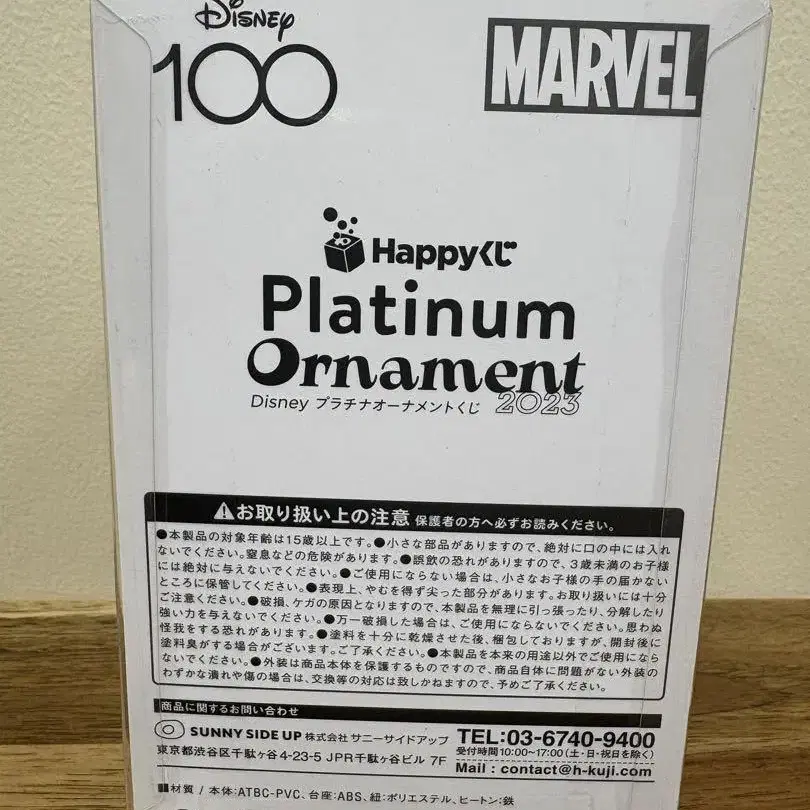 Disney
100
MARVEL
Happyくじ
Platinum
Ornament
Disney プラチナオーナメントくじ 2023
⚠お取り扱い上の注意 保護者の方へ必ずお読みください。
●本製品の対象年齢は15歳以上です。●小さな部品がありますので、絶対に口の中には入れ
ないでください。窒息などの危険があります。●誤飲の恐れがありますので、3歳未満のお子様
には絶対に与えないでください。●ご使用にならない場合は、小さなお子様の手の届かない
ところに保管してください。●表現上、やむを得ず尖った部分があります。お取り扱いには十分
ご注意ください。●破損、ケガの原因となりますので、本製品を無理に引っ張ったり、分解したり
強い力を与えないでください。●万一破損した場合は、ご使用にならないでください。思わぬ
怪我をする恐れがあります。●塗料を十分に乾燥させた後、梱包しておりますが、開封後に
塗料臭がする場合がございます。ご了承ください。●本製品を本来の用途以外でご使用になら
ないでください。●外装は商品本体を保護するものですので、商品自体に問題がない外装の
わずかな潰れや傷の場合は、交換等の対応は致しかねますので、予めご了承ください。
商品に関するお問い合わせ
SUNNY SIDE UP 株式会社 サニーサイドアップ
東京都渋谷区千駄ヶ谷4-23-5 JPR千駄ヶ谷ビル 7F
TEL:03-6740-9400
受付時間10:00~17:00(土・日・祝日を除く)
Mail : contact@h-kuji.com
■材質 / 本体:ATBC-PVC、台座:ABS、紐:ポリエステル、ヒートン:鉄